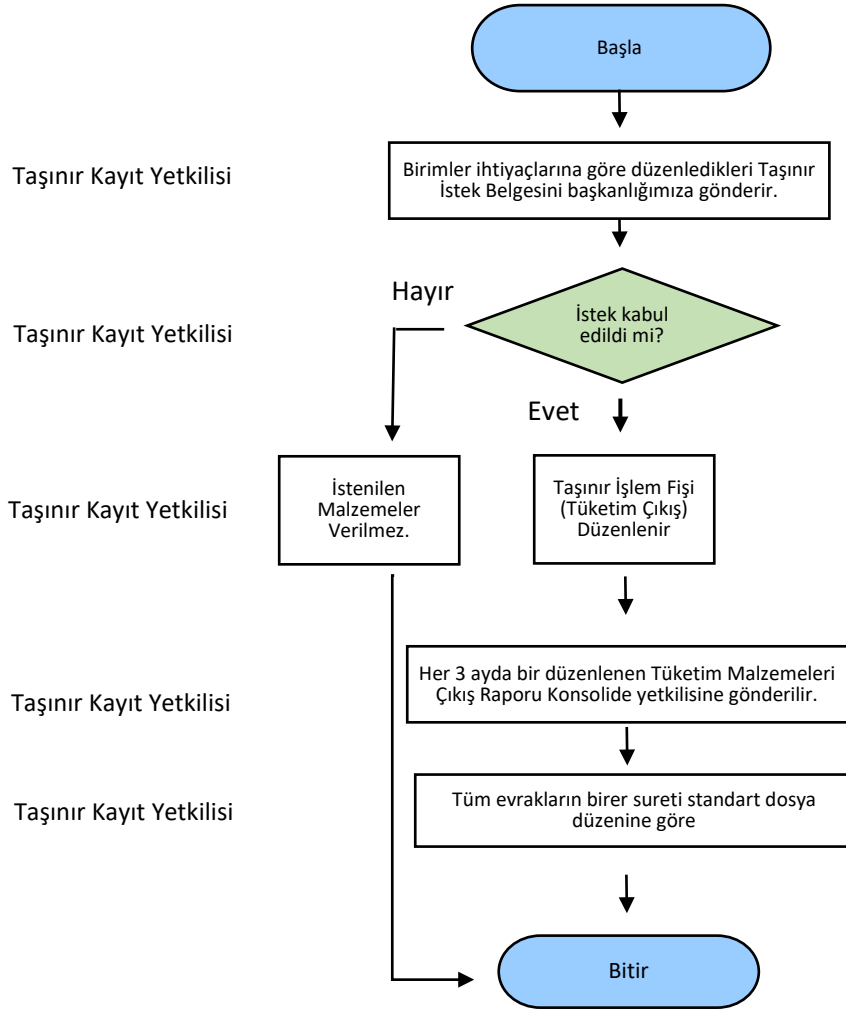 Başla
Taşınır Kayıt Yetkilisi
Birimler ihtiyaçlarına göre düzenledikleri Taşınır
İstek Belgesini başkanlığımıza gönderir.
Taşınır Kayıt Yetkilisi
Hayır
İstek kabul
edildi mi?
Evet
Taşınır Kayıt Yetkilisi
İstenilen
Malzemeler
Verilmez.
Taşınır İşlem Fişi
(Tüketim Çıkış)
Düzenlenir
Taşınır Kayıt Yetkilisi
Her 3 ayda bir düzenlenen Tüketim Malzemeleri
Çıkış Raporu Konsolide yetkilisine gönderilir.
Taşınır Kayıt Yetkilisi
Tüm evrakların birer sureti standart dosya
düzenine göre
Bitir